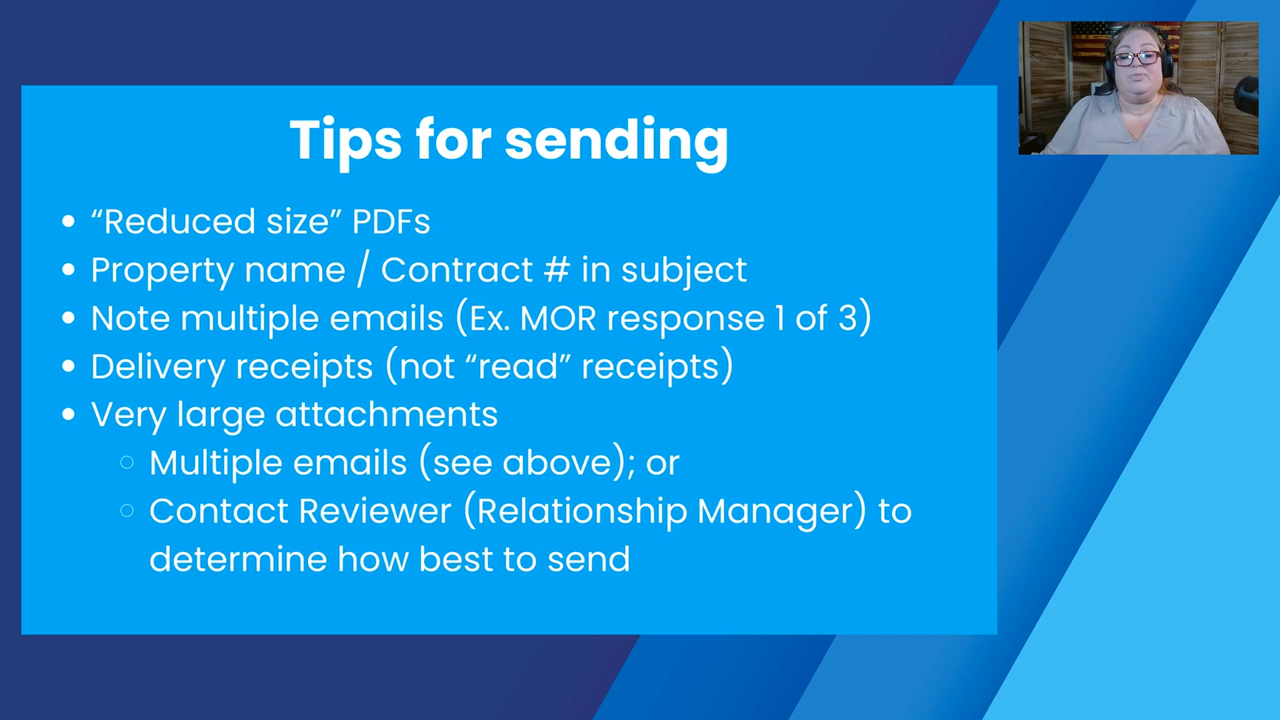 Tips for sending
• “Reduced size” PDFs
• Property name / Contract # in subject
• Note multiple emails (Ex. MOR response 1 of 3)
• Delivery receipts (not “read” receipts)
• Very large attachments
○ Multiple emails (see above); or
○ Contact Reviewer (Relationship Manager) to
determine how best to send